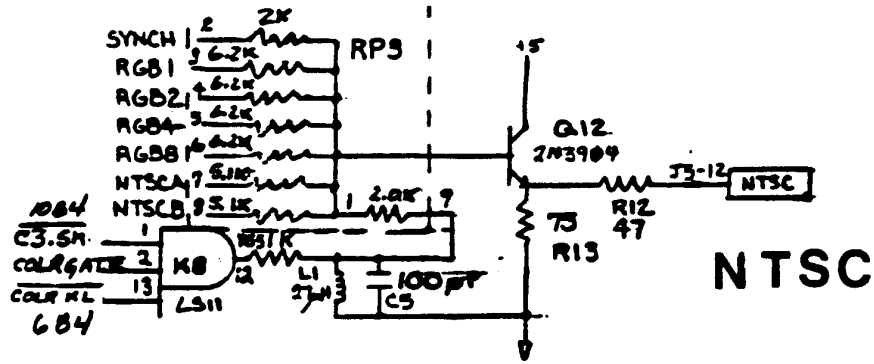 2K
SYNCH 1 2
RP3
RGB1 3 6.2K
+5
RGB2 4 6.2K
RGB4 5 6.2K
Q12
2N3904
RGB8 6 6.2K
J3-12
NTSC
NTSCA 7 5.1K
NTSCB 8 5.1K
1 2.0K 9
R12
47
1084
C3.5M 1
COLRGATE 2
K8
12
1K
75
R13
NTSC
COLR KL 13
LS11
L1
27µH
100pF
C5
6B4